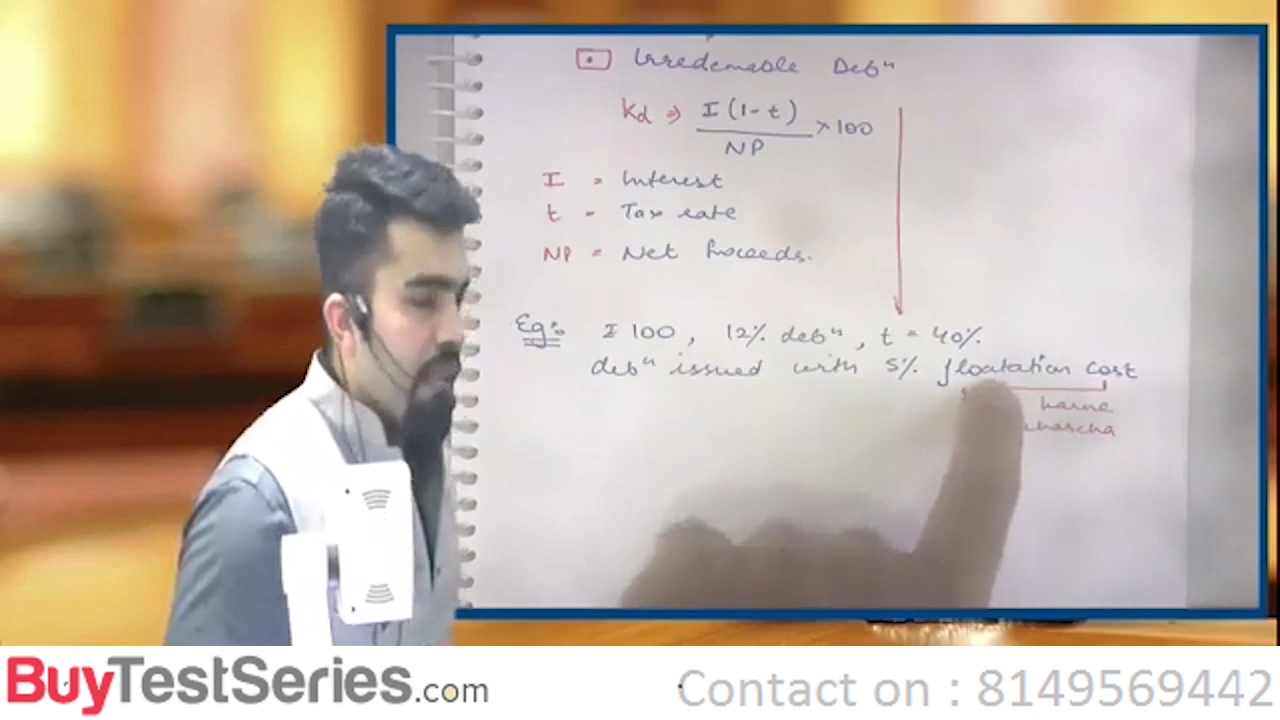 Irredemable Debⁿ
Kd ⇒ I(1-t) / NP × 100
I = Interest
t = Tax rate
NP = Net Proceeds.
Eg:- I 100, 12% debⁿ, t = 40%.
debⁿ issued with 5% floatation cost
karne
kharcha
BuyTestSeries.com
Contact on : 8149569442